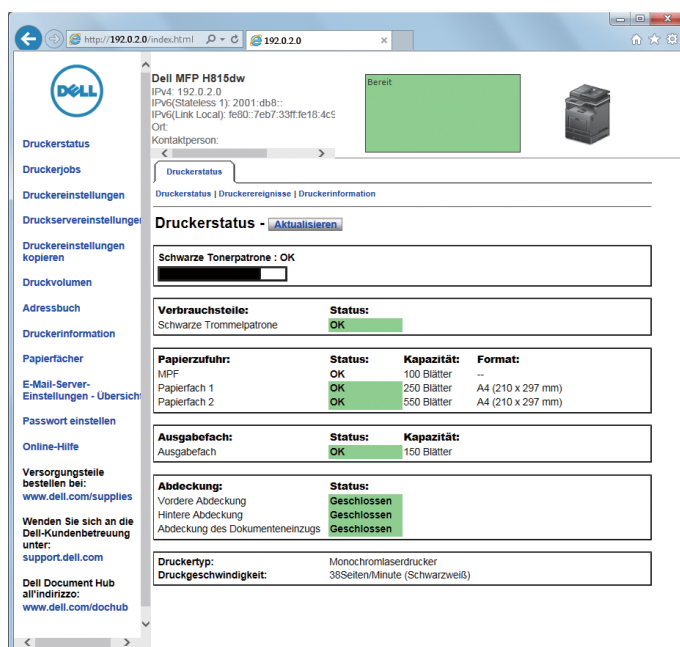 http://192.0.2.0/index.html
192.0.2.0
DELL
Druckerstatus
Druckerjobs
Druckereinstellungen
Druckservereinstellungen
Druckereinstellungen
kopieren
Druckvolumen
Adressbuch
Druckerinformation
Papierfächer
E-Mail-Server-
Einstellungen - Übersicht
Passwort einstellen
Online-Hilfe
Versorgungsteile
bestellen bei:
www.dell.com/supplies
Wenden Sie sich an die
Dell-Kundenbetreuung
unter:
support.dell.com
Dell Document Hub
all'indirizzo:
www.dell.com/dochub
Dell MFP H815dw
IPv4: 192.0.2.0
IPv6(Stateless 1): 2001:db8::
IPv6(Link Local): fe80::7eb7:33ff:fe18:4c9
Ort:
Kontaktperson:
Bereit
Druckerstatus
Druckerstatus | Druckerereignisse | Druckerinformation
Druckerstatus - Aktualisieren
Schwarze Tonerpatrone : OK
Verbrauchsteile: Status:
Schwarze Trommelpatrone OK
Papierzufuhr: Status: Kapazität: Format:
MPF OK 100 Blätter --
Papierfach 1 OK 250 Blätter A4 (210 x 297 mm)
Papierfach 2 OK 550 Blätter A4 (210 x 297 mm)
Ausgabefach: Status: Kapazität:
Ausgabefach OK 150 Blätter
Abdeckung: Status:
Vordere Abdeckung Geschlossen
Hintere Abdeckung Geschlossen
Abdeckung des Dokumenteneinzugs Geschlossen
Druckertyp: Monochromlaserdrucker
Druckgeschwindigkeit: 38Seiten/Minute (Schwarzweiß)